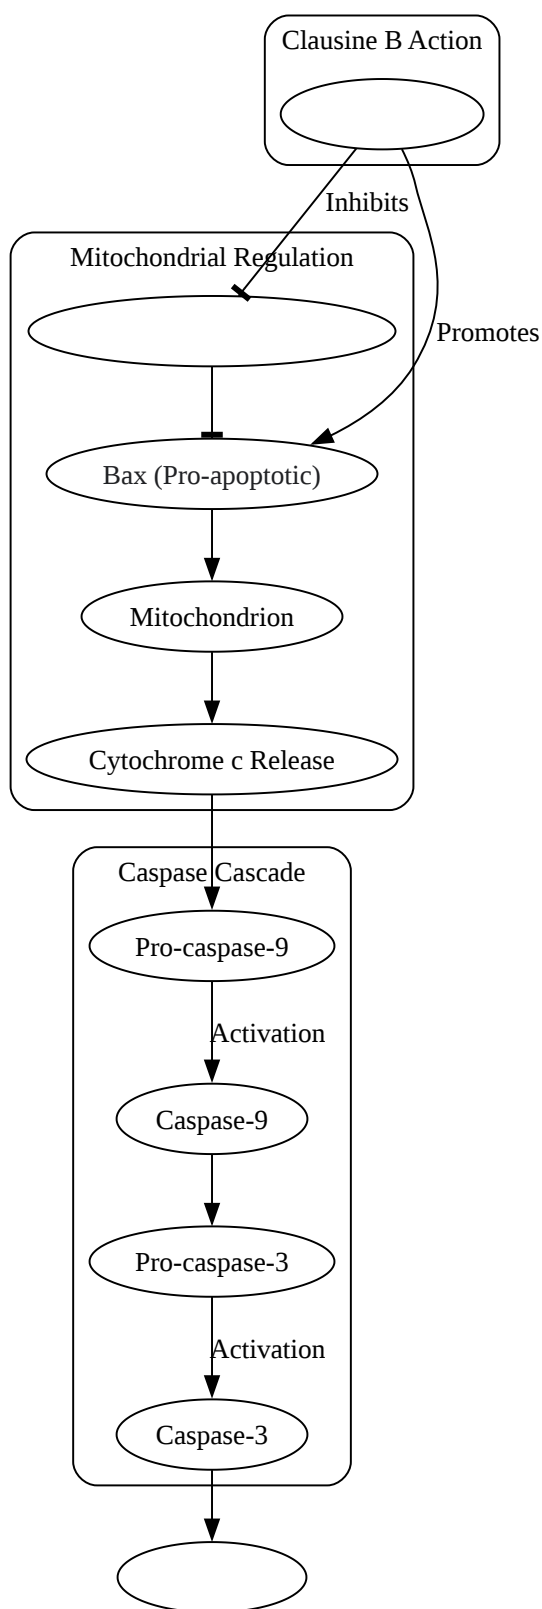 Clausine B Action
Inhibits
Mitochondrial Regulation
Promotes
Bax (Pro-apoptotic)
Mitochondrion
Cytochrome c Release
Caspase Cascade
Pro-caspase-9
Activation
Caspase-9
Pro-caspase-3
Activation
Caspase-3